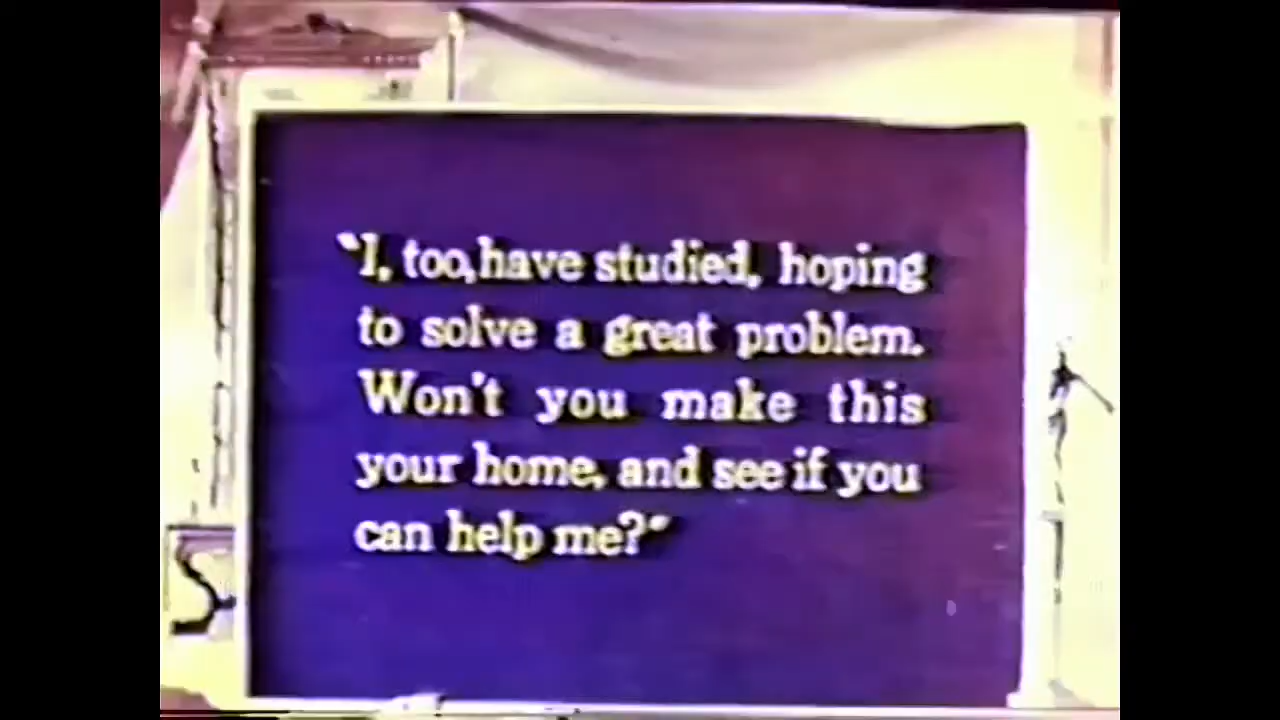 "I, too, have studied, hoping
to solve a great problem.
Won't you make this
your home, and see if you
can help me?"